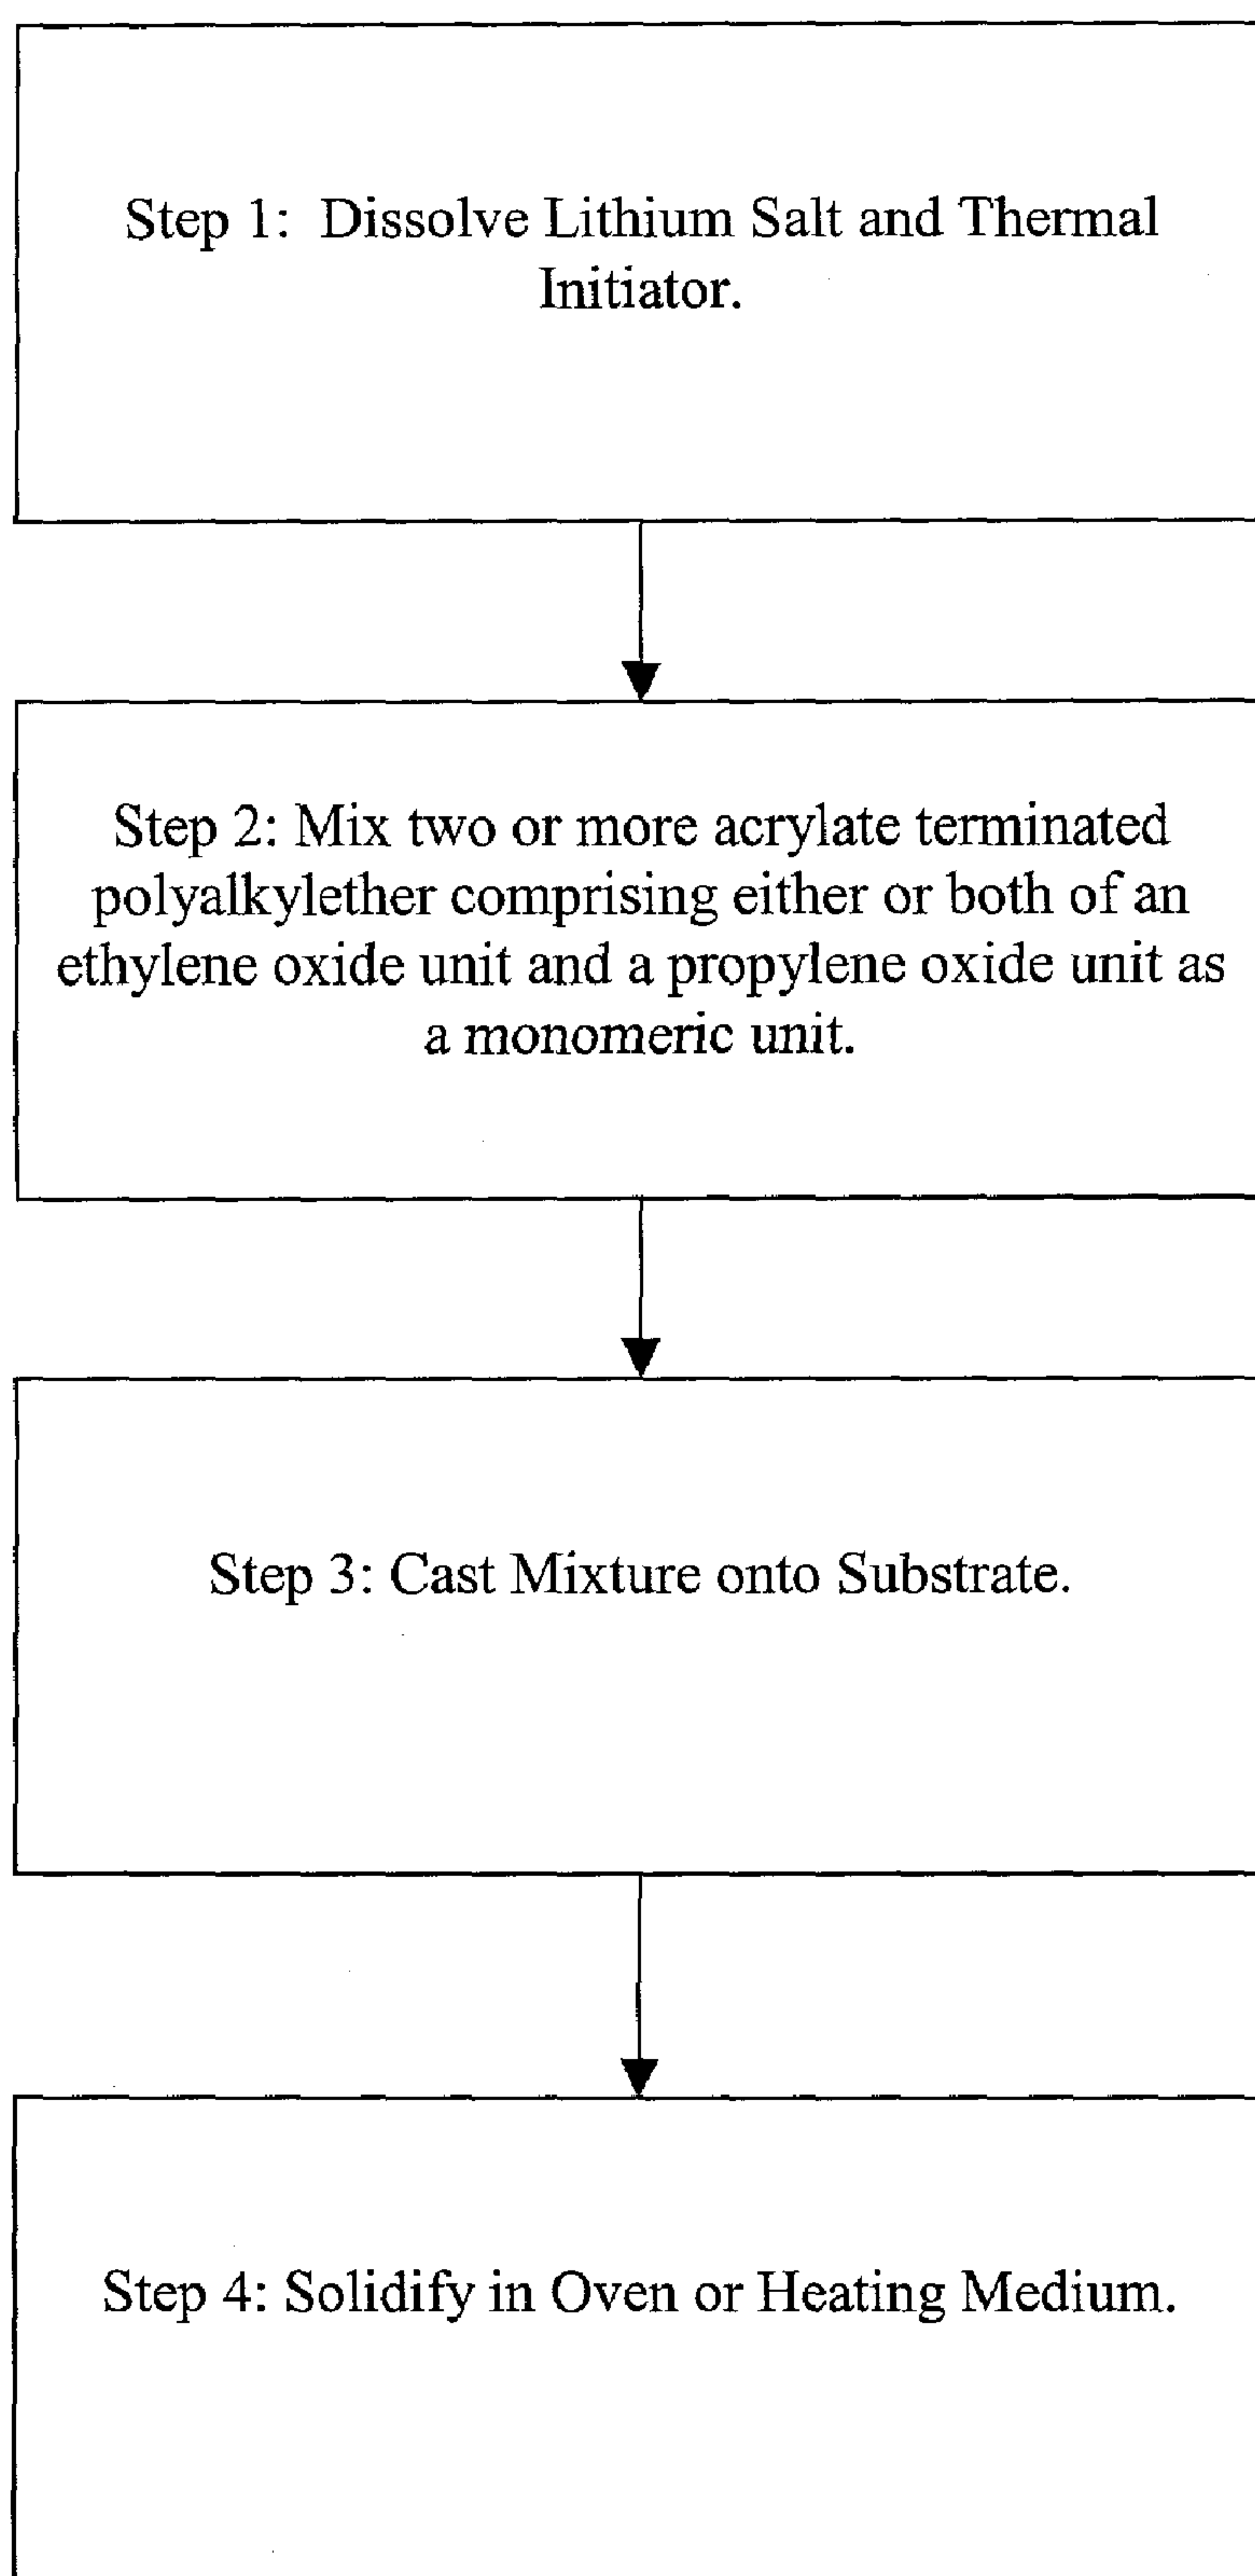 Step 1: Dissolve Lithium Salt and Thermal
Initiator.
Step 2: Mix two or more acrylate terminated
polyalkylether comprising either or both of an
ethylene oxide unit and a propylene oxide unit as
a monomeric unit.
Step 3: Cast Mixture onto Substrate.
Step 4: Solidify in Oven or Heating Medium.